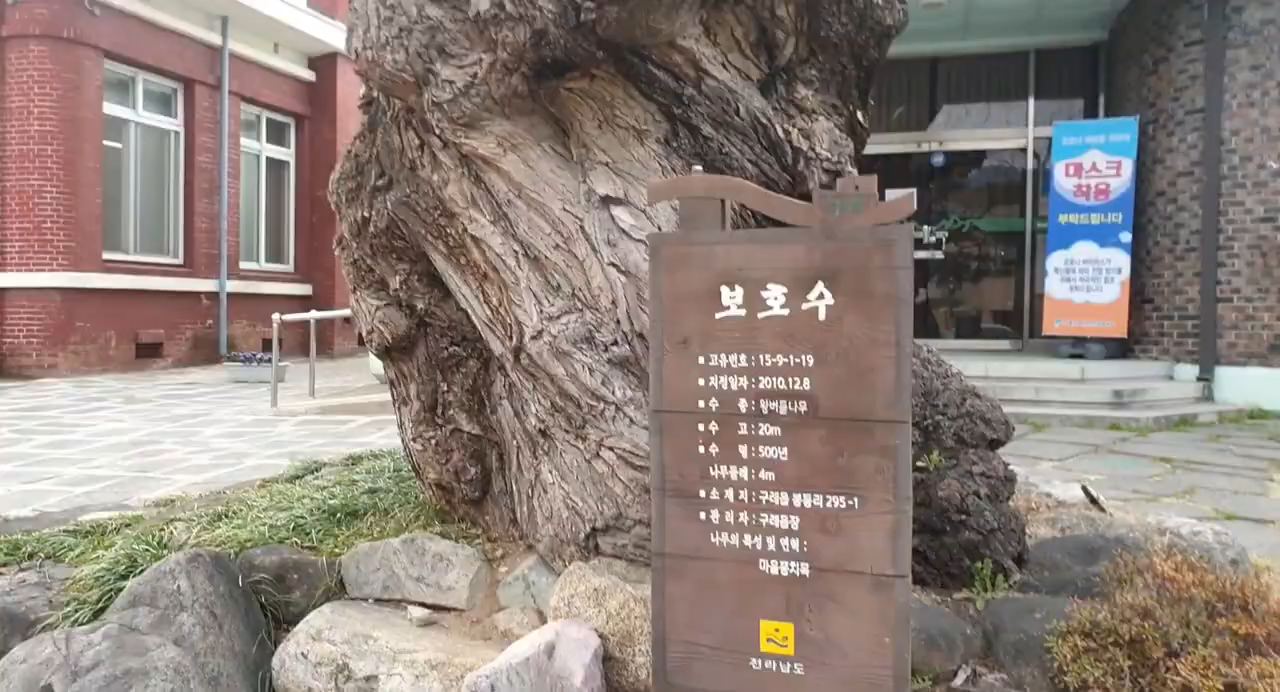 보호수
▪ 고유번호 : 15-9-1-19
▪ 지정일자 : 2010.12.8
▪ 수 종 : 왕버들나무
▪ 수 고 : 20m
▪ 수 령 : 500년
나무둘레 : 4m
▪ 소 재 지 : 구례읍 봉동리 295-1
▪ 관 리 자 : 구례읍장
나무의 특성 및 연혁 :
마을풍치목
전라남도
마스크
착용
부탁드립니다